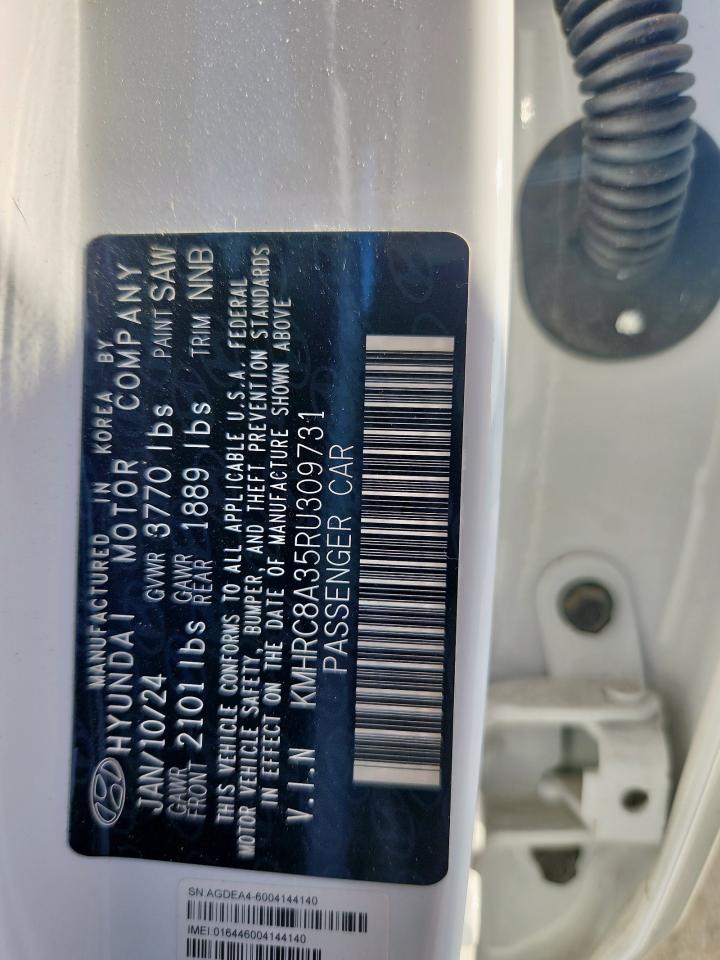 MANUFACTURED IN KOREA BY
HYUNDAI MOTOR COMPANY
JAN/10/24 GVWR 3770 lbs PAINT SAW
GAWR FRONT 2101 lbs GAWR REAR 1889 lbs TRIM NNB
THIS VEHICLE CONFORMS TO ALL APPLICABLE U.S.A. FEDERAL
MOTOR VEHICLE SAFETY, BUMPER, AND THEFT PREVENTION STANDARDS
IN EFFECT ON THE DATE OF MANUFACTURE SHOWN ABOVE
V.I.N KMHRC8A35RU309731
PASSENGER CAR
SN:AGDEA4-6004144140
IMEI:016446004144140